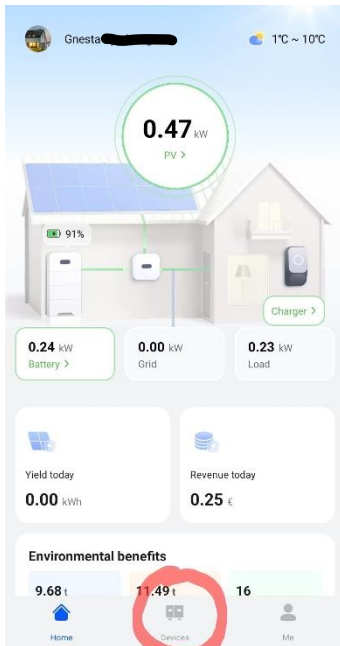 Gnesta
1°C ~ 10°C
0.47 kW
PV >
91%
Charger >
0.24 kW
Battery >
0.00 kW
Grid
0.23 kW
Load
Yield today
0.00 kWh
Revenue today
0.25 €
Environmental benefits
9.68 t
11.49 t
16
Home
Devices
Me